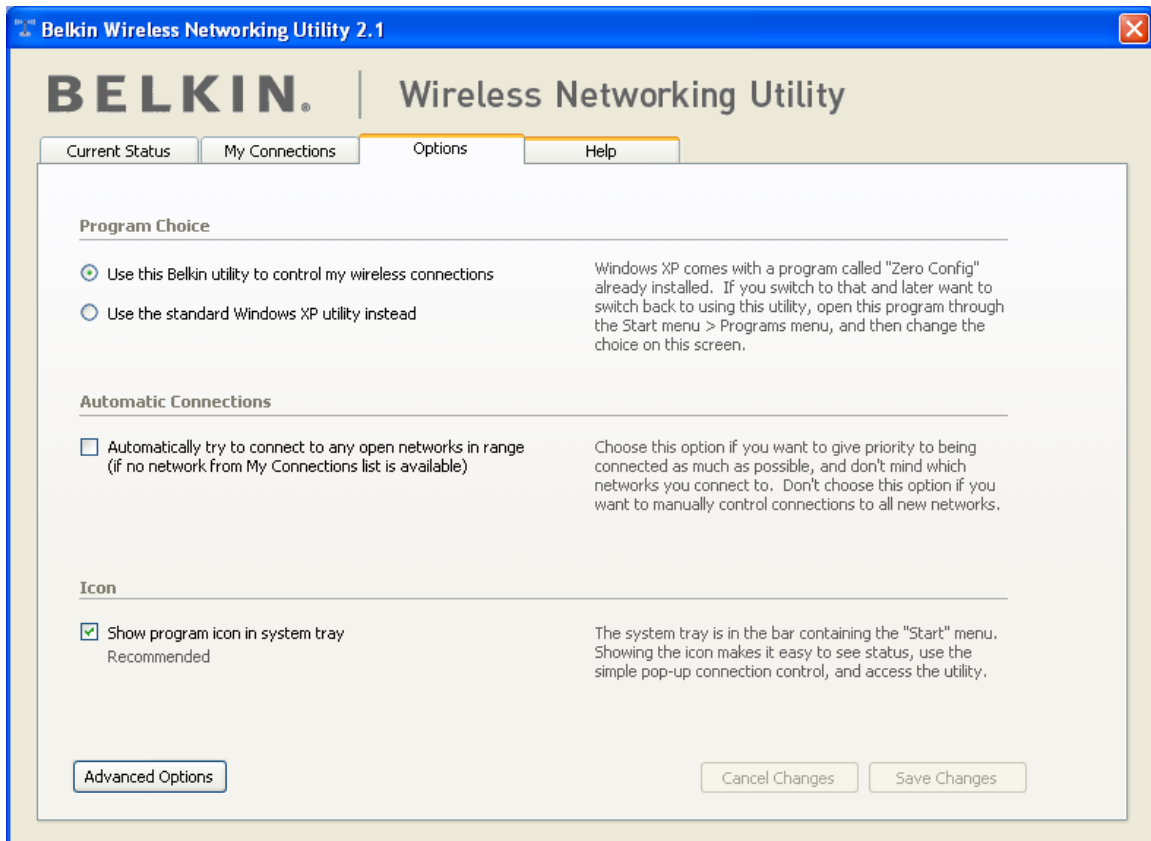 Belkin Wireless Networking Utility 2.1
BELKIN. Wireless Networking Utility
Current Status My Connections Options Help
Program Choice
Use this Belkin utility to control my wireless connections
Use the standard Windows XP utility instead
Windows XP comes with a program called "Zero Config"
already installed. If you switch to that and later want to
switch back to using this utility, open this program through
the Start menu > Programs menu, and then change the
choice on this screen.
Automatic Connections
Automatically try to connect to any open networks in range
(if no network from My Connections list is available)
Choose this option if you want to give priority to being
connected as much as possible, and don't mind which
networks you connect to. Don't choose this option if you
want to manually control connections to all new networks.
Icon
Show program icon in system tray
Recommended
The system tray is in the bar containing the "Start" menu.
Showing the icon makes it easy to see status, use the
simple pop-up connection control, and access the utility.
Advanced Options Cancel Changes Save Changes